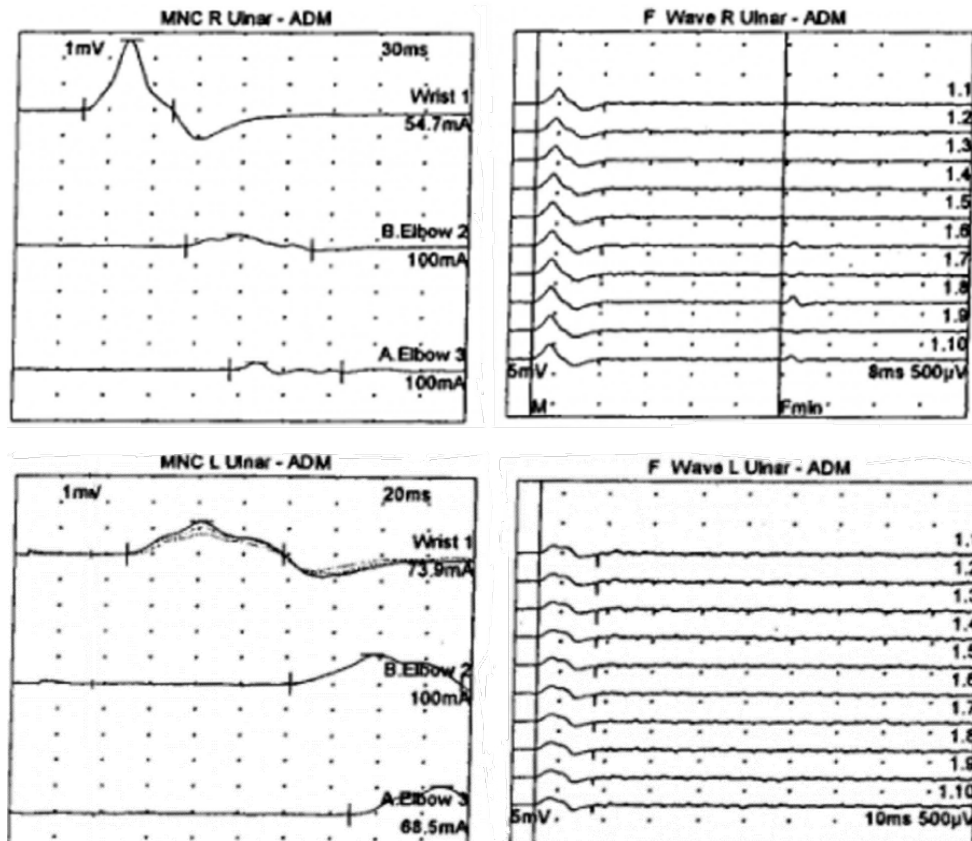 MNC R Ulnar - ADM
1mV 30ms
Wrist 1
54.7mA
B.Elbow 2
100mA
A.Elbow 3
100mA
F Wave R Ulnar - ADM
1.1
1.2
1.3
1.4
1.5
1.6
1.7
1.8
1.9
1.10
5mV 8ms 500µV
M Fmin
MNC L Ulnar - ADM
1mV 20ms
Wrist 1
73.9mA
B.Elbow 2
100mA
A.Elbow 3
68.5mA
F Wave L Ulnar - ADM
1.1
1.2
1.3
1.4
1.5
1.6
1.7
1.8
1.9
1.10
5mV 10ms 500µV